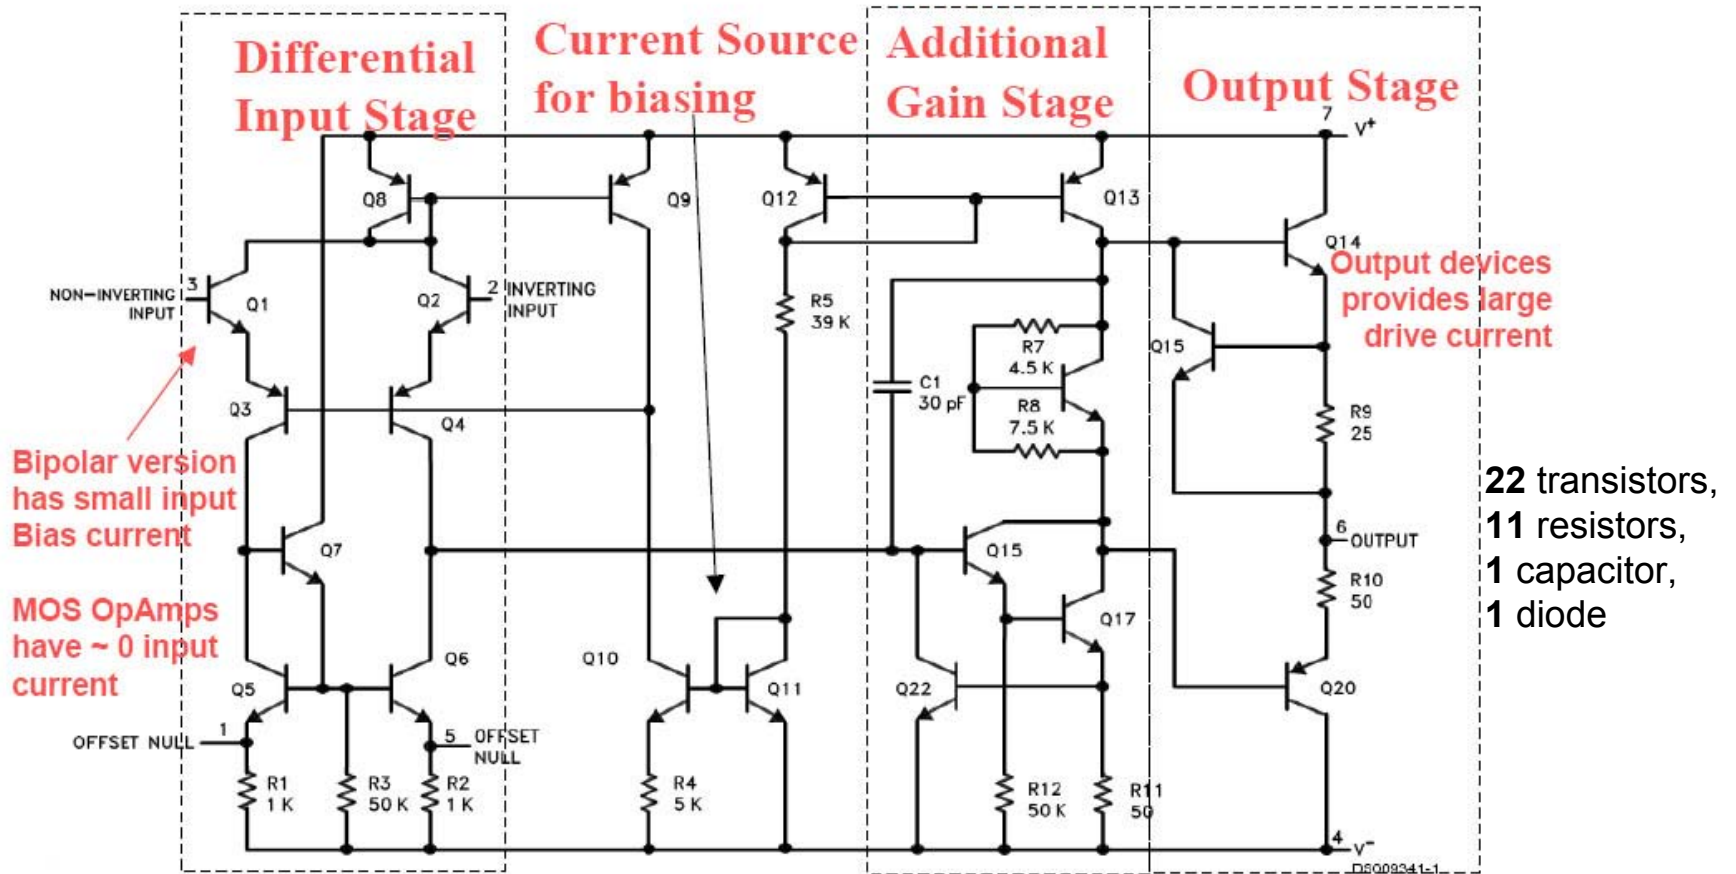 Differential
Input Stage
Current Source
for biasing
Additional
Gain Stage
Output Stage
7
V+
Q8
Q9
Q12
Q13
Q14
Output devices
provides large
drive current
NON-INVERTING
INPUT
3
Q1
Q2
2
INVERTING
INPUT
R5
39 K
R7
4.5 K
Q15
C1
30 pF
R8
7.5 K
R9
25
Q3
Q4
Bipolar version
has small input
Bias current
22 transistors,
11 resistors,
1 capacitor,
1 diode
Q7
Q15
6
OUTPUT
R10
50
MOS OpAmps
have ~ 0 input
current
Q17
Q5
Q6
Q10
Q11
Q22
Q20
OFFSET NULL
1
5
OFFSET
NULL
R1
1 K
R3
50 K
R2
1 K
R4
5 K
R12
50 K
R11
50
4
V-
DS009341-1